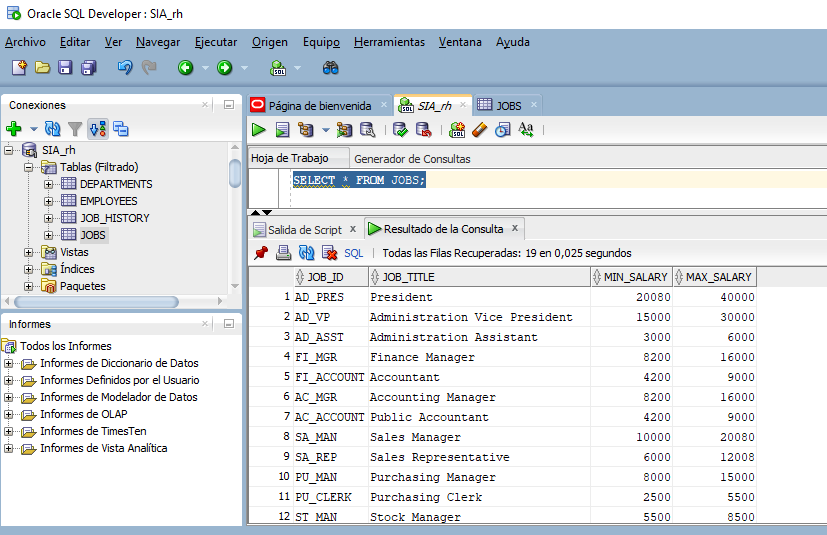 Oracle SQL Developer : SIA_rh
Archivo Editar Ver Navegar Ejecutar Origen Equipo Herramientas Ventana Ayuda
SQL
Conexiones
SIA_rh
Tablas (Filtrado)
DEPARTMENTS
EMPLOYEES
JOB_HISTORY
JOBS
Vistas
Índices
Paquetes
Informes
Todos los Informes
Informes de Diccionario de Datos
Informes Definidos por el Usuario
Informes de Modelador de Datos
Informes de OLAP
Informes de TimesTen
Informes de Vista Analítica
Página de bienvenida SIA_rh JOBS
SQL Aa
Hoja de Trabajo Generador de Consultas
SELECT * FROM JOBS;
Salida de Script x Resultado de la Consulta x
SQL | Todas las Filas Recuperadas: 19 en 0,025 segundos
JOB_ID JOB_TITLE MIN_SALARY MAX_SALARY
1 AD_PRES President 20080 40000
2 AD_VP Administration Vice President 15000 30000
3 AD_ASST Administration Assistant 3000 6000
4 FI_MGR Finance Manager 8200 16000
5 FI_ACCOUNT Accountant 4200 9000
6 AC_MGR Accounting Manager 8200 16000
7 AC_ACCOUNT Public Accountant 4200 9000
8 SA_MAN Sales Manager 10000 20080
9 SA_REP Sales Representative 6000 12008
10 PU_MAN Purchasing Manager 8000 15000
11 PU_CLERK Purchasing Clerk 2500 5500
12 ST_MAN Stock Manager 5500 8500